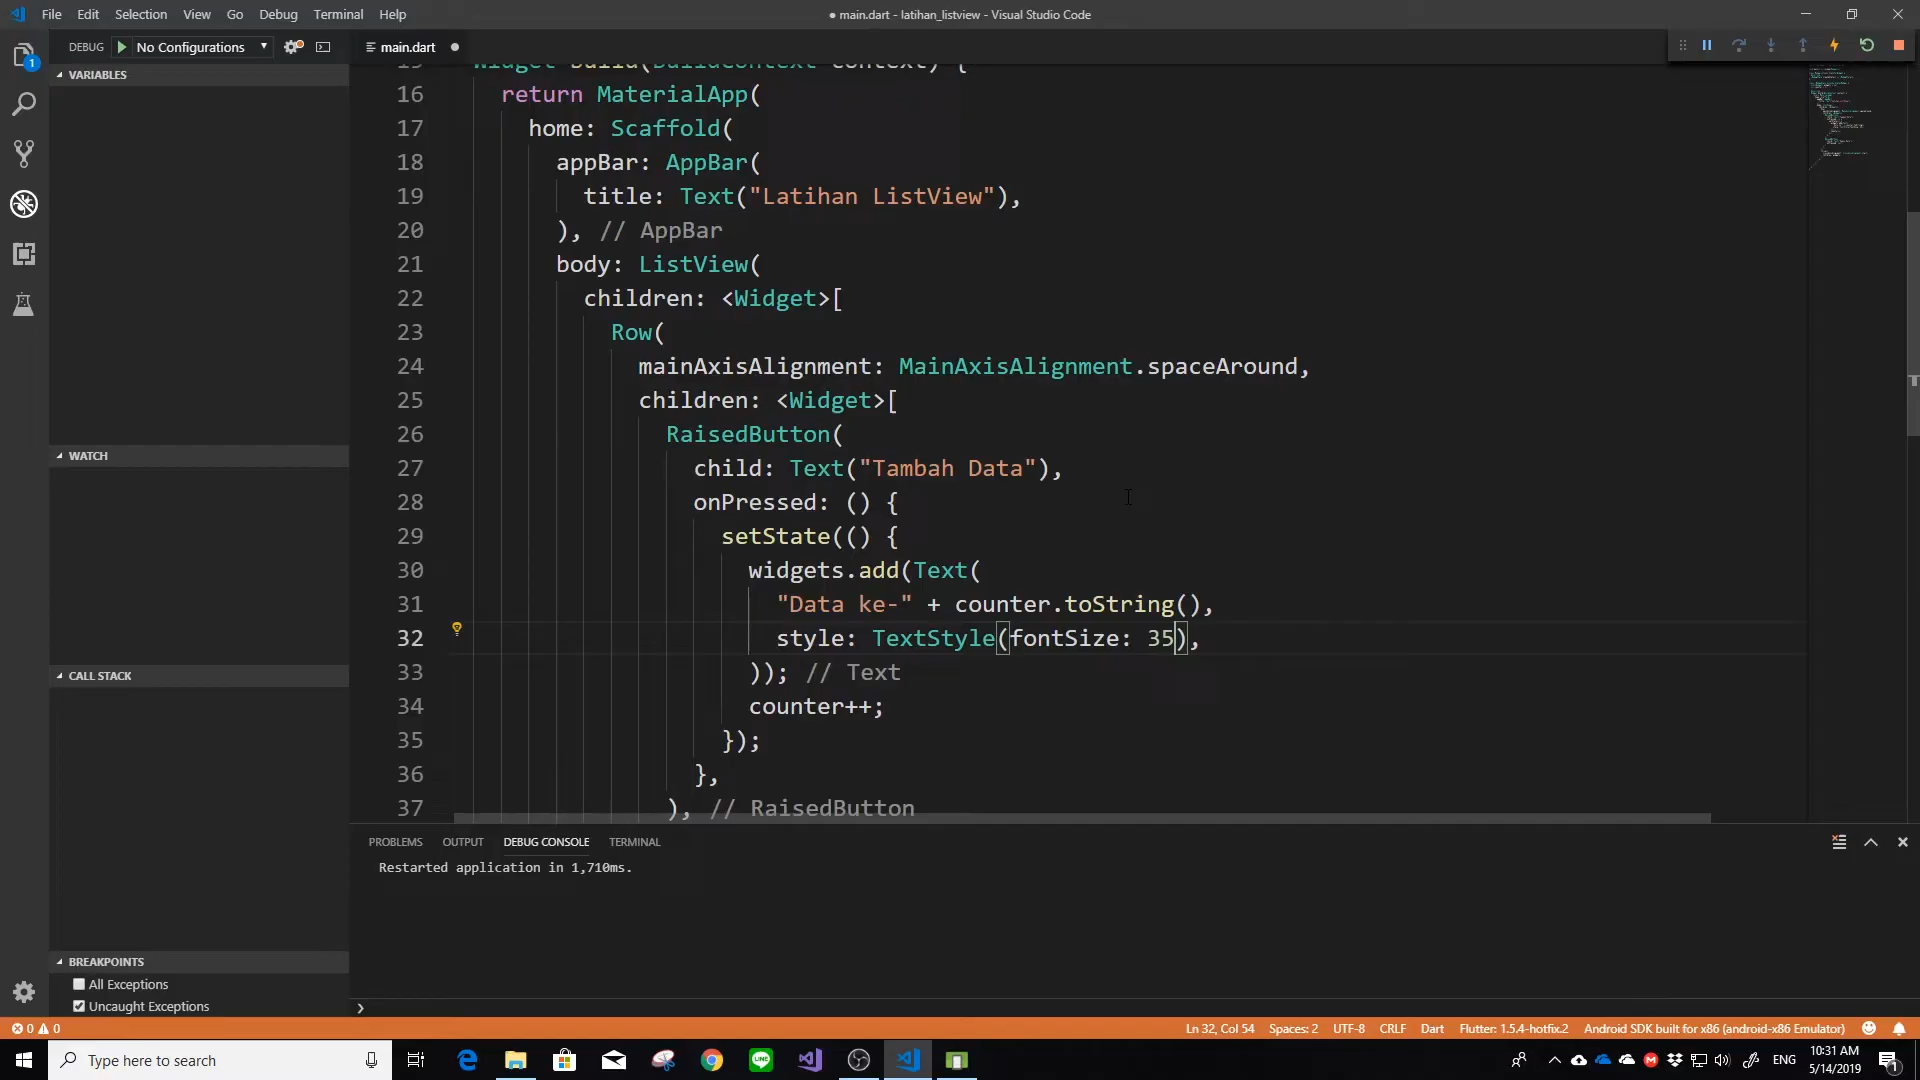 File Edit Selection View Go Debug Terminal Help
● main.dart - latihan_listview - Visual Studio Code
DEBUG No Configurations
main.dart
1
VARIABLES
WATCH
CALL STACK
BREAKPOINTS
All Exceptions
Uncaught Exceptions
Widget build(BuildContext context) {
16 return MaterialApp(
17 home: Scaffold(
18 appBar: AppBar(
19 title: Text("Latihan ListView"),
20 ), // AppBar
21 body: ListView(
22 children: <Widget>[
23 Row(
24 mainAxisAlignment: MainAxisAlignment.spaceAround,
25 children: <Widget>[
26 RaisedButton(
27 child: Text("Tambah Data"),
28 onPressed: () {
29 setState(() {
30 widgets.add(Text(
31 "Data ke-" + counter.toString(),
32 style: TextStyle(fontSize: 35),
33 )); // Text
34 counter++;
35 });
36 },
37 ), // RaisedButton
PROBLEMS OUTPUT DEBUG CONSOLE TERMINAL
Restarted application in 1,710ms.
0 0
Ln 32, Col 54 Spaces: 2 UTF-8 CRLF Dart Flutter: 1.5.4-hotfix.2 Android SDK built for x86 (android-x86 Emulator)
Type here to search
LINE
ENG
10:31 AM
5/14/2019
1